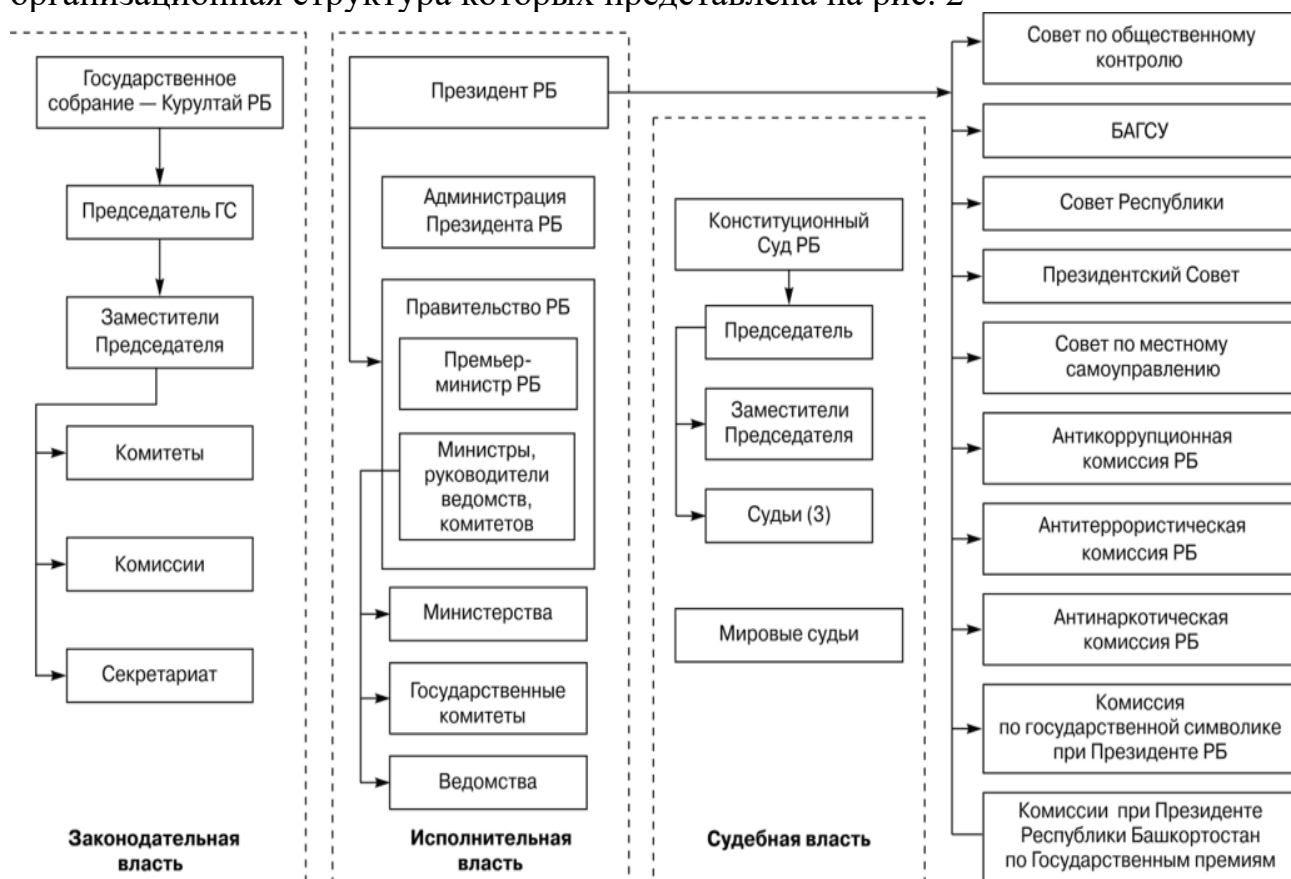 организационная структура которых представлена на рис. 2
Государственное
собрание — Курултай РБ
Председатель ГС
Заместители
Председателя
Комитеты
Комиссии
Секретариат
Законодательная
власть
Президент РБ
Администрация
Президента РБ
Правительство РБ
Премьер-
министр РБ
Министры,
руководители
ведомств,
комитетов
Министерства
Государственные
комитеты
Ведомства
Исполнительная
власть
Конституционный
Суд РБ
Председатель
Заместители
Председателя
Судьи (3)
Мировые судьи
Судебная власть
Совет по общественному
контролю
БАГСУ
Совет Республики
Президентский Совет
Совет по местному
самоуправлению
Антикоррупционная
комиссия РБ
Антитеррористическая
комиссия РБ
Антинаркотическая
комиссия РБ
Комиссия
по государственной символике
при Президенте РБ
Комиссии при Президенте
Республики Башкортостан
по Государственным премиям